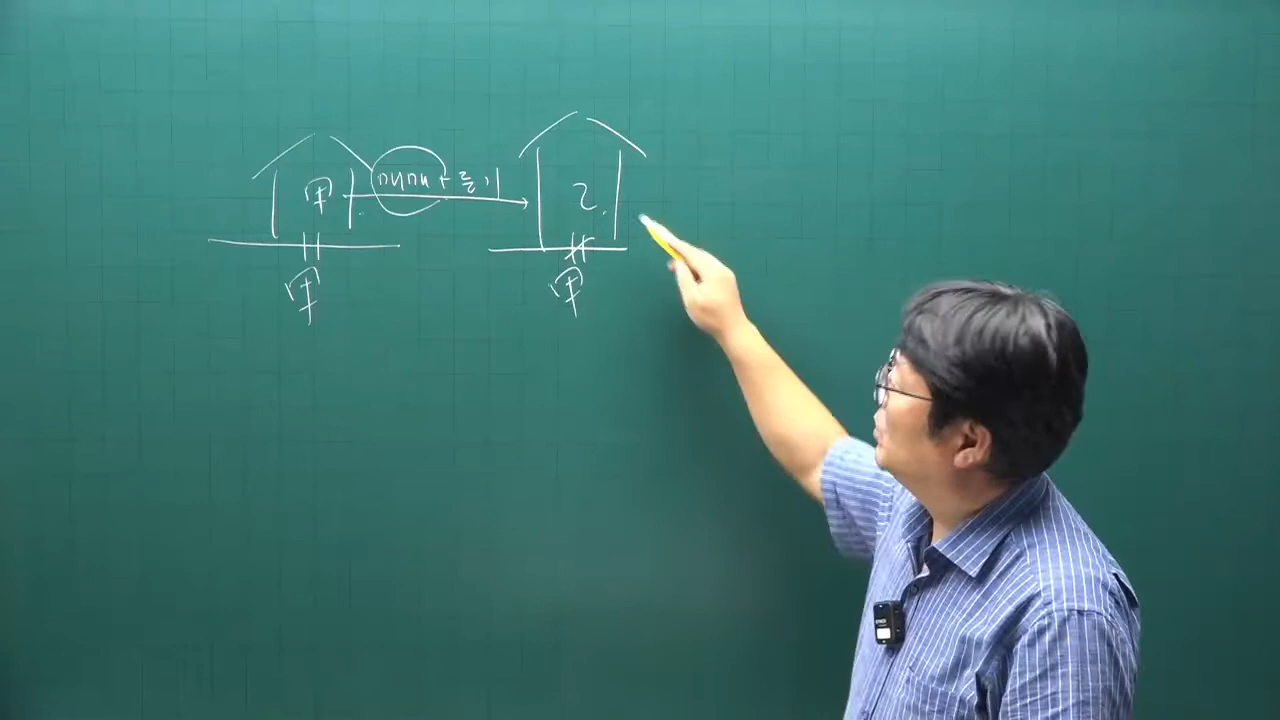 甲 매매 + 등기 乙
甲 甲